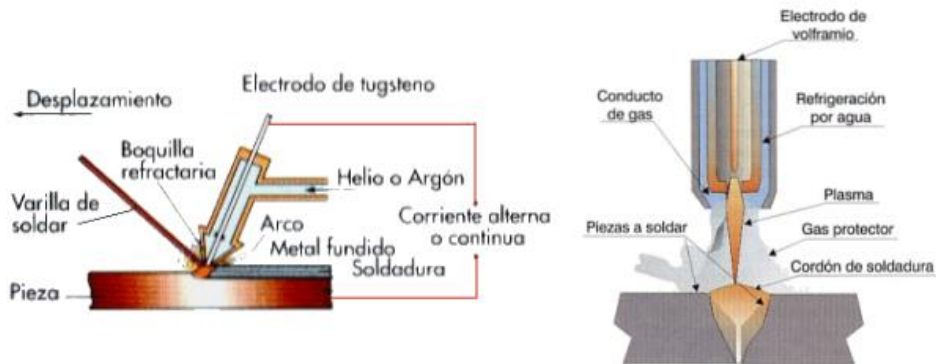 Electrodo de tugsteno
Desplazamiento
Boquilla
refractaria
Helio o Argón
Varilla de
soldar
Arco
Corriente alterna
o continua
Metal fundido
Soldadura
Pieza
Electrodo de
volframio
Conducto
de gas
Refrigeración
por agua
Plasma
Piezas a soldar
Gas protector
Cordón de soldadura